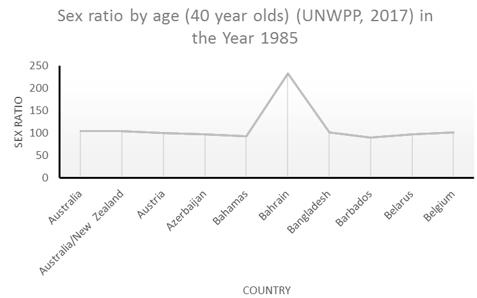 Sex ratio by age (40 year olds) (UNWPP, 2017) in
the Year 1985
250
200
150
100
50
0
SEX RATIO
Australia
Australia/New Zealand
Austria
Azerbaijan
Bahamas
Bahrain
Bangladesh
Barbados
Belarus
Belgium
COUNTRY